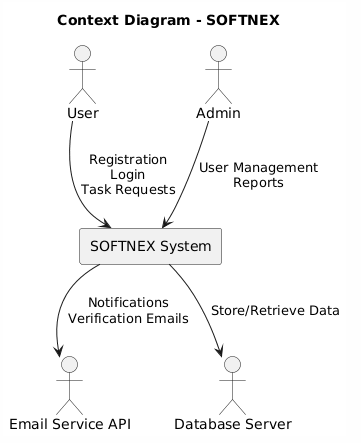 Context Diagram - SOFTNEX
User
Admin
Registration
Login
Task Requests
User Management
Reports
SOFTNEX System
Notifications
Verification Emails
Store/Retrieve Data
Email Service API
Database Server